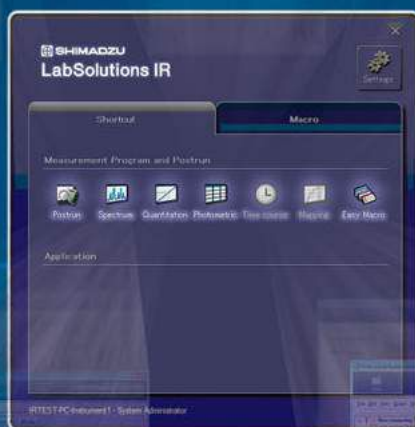 SHIMADZU
LabSolutions IR
Settings
Shortcut Macro
Measurement Program and Postrun
Postrun Spectrum Quantitation Photometric Time course Mapping Easy Macro
Application
IRTEST-PC-Instrument1 - System Administrator